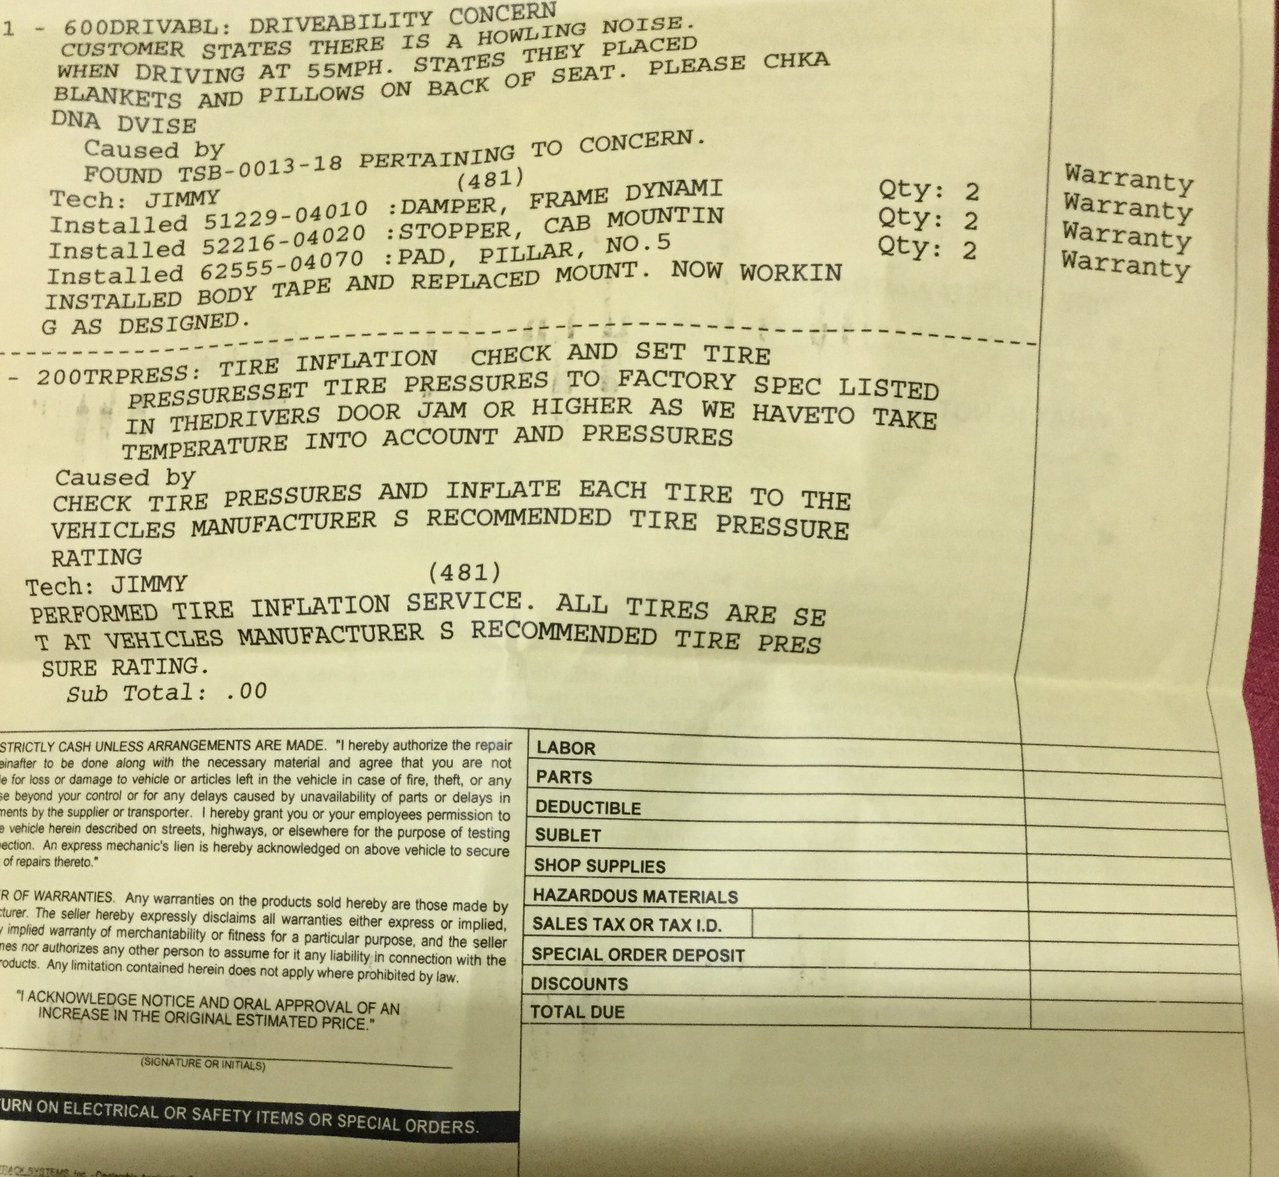 1 - 600DRIVABL: DRIVEABILITY CONCERN
CUSTOMER STATES THERE IS A HOWLING NOISE.
WHEN DRIVING AT 55MPH. STATES THEY PLACED
BLANKETS AND PILLOWS ON BACK OF SEAT. PLEASE CHKA
DNA DVISE
Caused by
FOUND TSB-0013-18 PERTAINING TO CONCERN.
Tech: JIMMY (481)
Installed 51229-04010 :DAMPER, FRAME DYNAMI Qty: 2 Warranty
Installed 52216-04020 :STOPPER, CAB MOUNTIN Qty: 2 Warranty
Installed 62555-04070 :PAD, PILLAR, NO.5 Qty: 2 Warranty
INSTALLED BODY TAPE AND REPLACED MOUNT. NOW WORKIN Warranty
G AS DESIGNED.
- 200TRPRESS: TIRE INFLATION CHECK AND SET TIRE
PRESSURESSET TIRE PRESSURES TO FACTORY SPEC LISTED
IN THEDRIVERS DOOR JAM OR HIGHER AS WE HAVETO TAKE
TEMPERATURE INTO ACCOUNT AND PRESSURES
Caused by
CHECK TIRE PRESSURES AND INFLATE EACH TIRE TO THE
VEHICLES MANUFACTURER S RECOMMENDED TIRE PRESSURE
RATING
Tech: JIMMY (481)
PERFORMED TIRE INFLATION SERVICE. ALL TIRES ARE SE
T AT VEHICLES MANUFACTURER S RECOMMENDED TIRE PRES
SURE RATING.
Sub Total: .00
STRICTLY CASH UNLESS ARRANGEMENTS ARE MADE. "I hereby authorize the repair
einafter to be done along with the necessary material and agree that you are not
le for loss or damage to vehicle or articles left in the vehicle in case of fire, theft, or any
se beyond your control or for any delays caused by unavailability of parts or delays in
ments by the supplier or transporter. I hereby grant you or your employees permission to
e vehicle herein described on streets, highways, or elsewhere for the purpose of testing
ection. An express mechanic's lien is hereby acknowledged on above vehicle to secure
of repairs thereto."
ER OF WARRANTIES. Any warranties on the products sold hereby are those made by
cturer. The seller hereby expressly disclaims all warranties either express or implied,
y implied warranty of merchantability or fitness for a particular purpose, and the seller
mes nor authorizes any other person to assume for it any liability in connection with the
roducts. Any limitation contained herein does not apply where prohibited by law.
"I ACKNOWLEDGE NOTICE AND ORAL APPROVAL OF AN
INCREASE IN THE ORIGINAL ESTIMATED PRICE."
(SIGNATURE OR INITIALS)
TURN ON ELECTRICAL OR SAFETY ITEMS OR SPECIAL ORDERS.
LABOR
PARTS
DEDUCTIBLE
SUBLET
SHOP SUPPLIES
HAZARDOUS MATERIALS
SALES TAX OR TAX I.D.
SPECIAL ORDER DEPOSIT
DISCOUNTS
TOTAL DUE